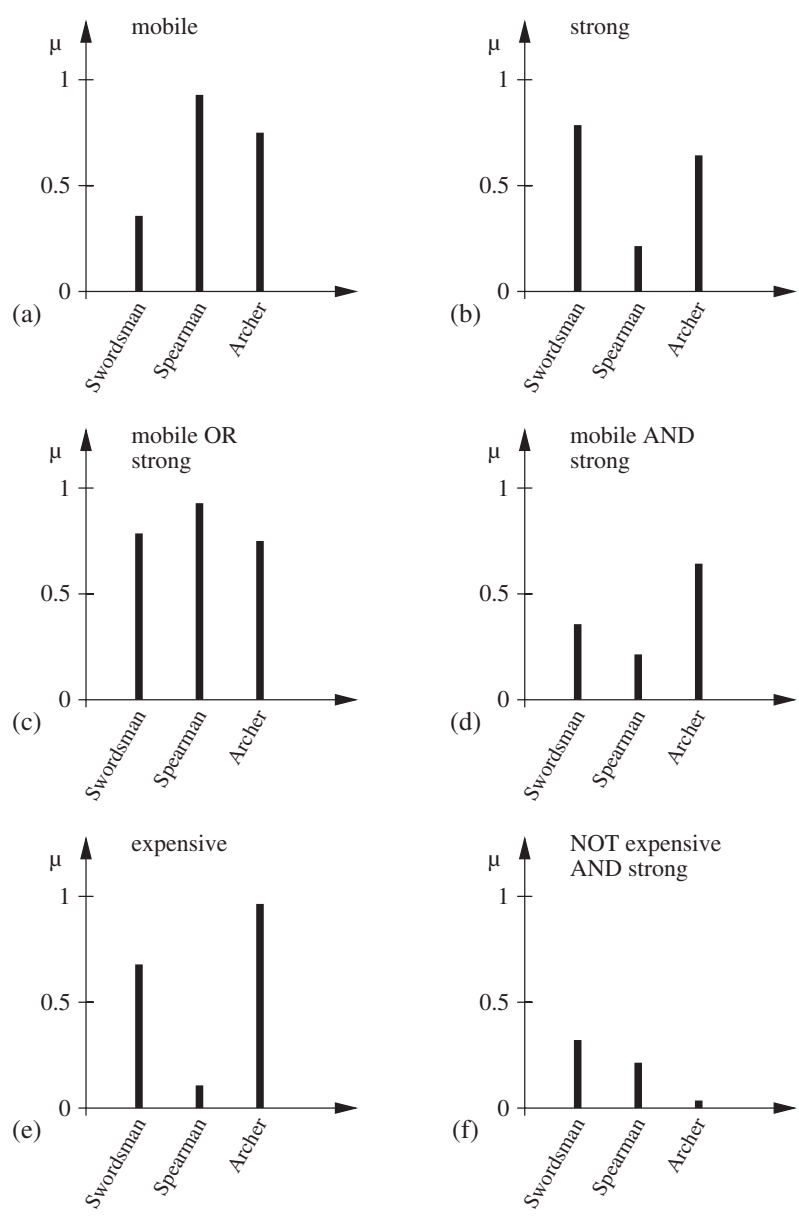 mobile
μ
1
0.5
0
(a)
Swordsman
Spearman
Archer
strong
μ
1
0.5
0
(b)
Swordsman
Spearman
Archer
mobile OR
strong
μ
1
0.5
0
(c)
Swordsman
Spearman
Archer
mobile AND
strong
μ
1
0.5
0
(d)
Swordsman
Spearman
Archer
expensive
μ
1
0.5
0
(e)
Swordsman
Spearman
Archer
NOT expensive
AND strong
μ
1
0.5
0
(f)
Swordsman
Spearman
Archer